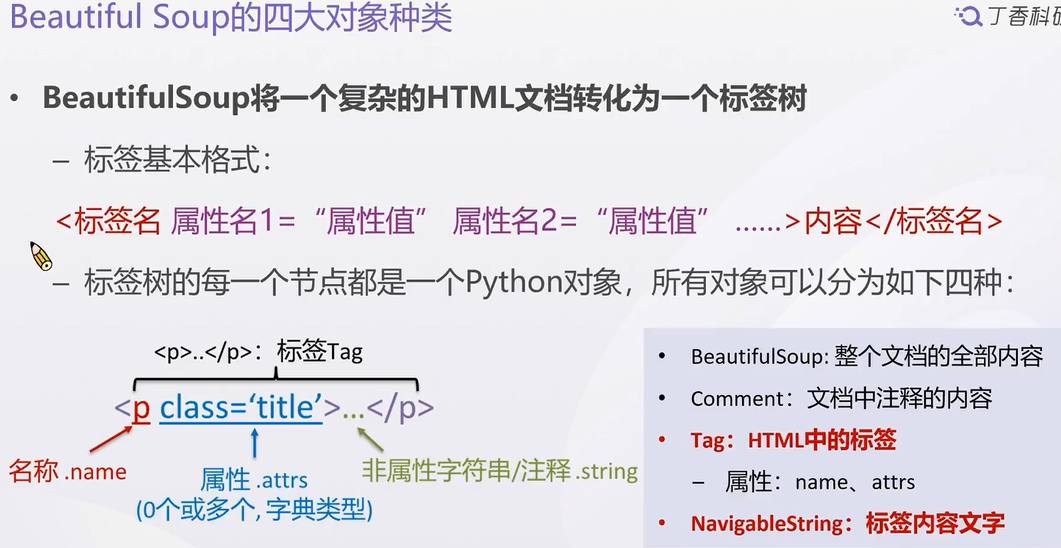 Beautiful Soup的四大对象种类
丁香科研
• BeautifulSoup将一个复杂的HTML文档转化为一个标签树
– 标签基本格式：
<标签名 属性名1=“属性值” 属性名2=“属性值” ……>内容</标签名>
– 标签树的每一个节点都是一个Python对象，所有对象可以分为如下四种：
<p>..</p>：标签Tag
<p class=‘title’>…</p>
名称 .name
属性 .attrs
(0个或多个, 字典类型)
非属性字符串/注释 .string
• BeautifulSoup: 整个文档的全部内容
• Comment：文档中注释的内容
• Tag：HTML中的标签
– 属性：name、attrs
• NavigableString：标签内容文字